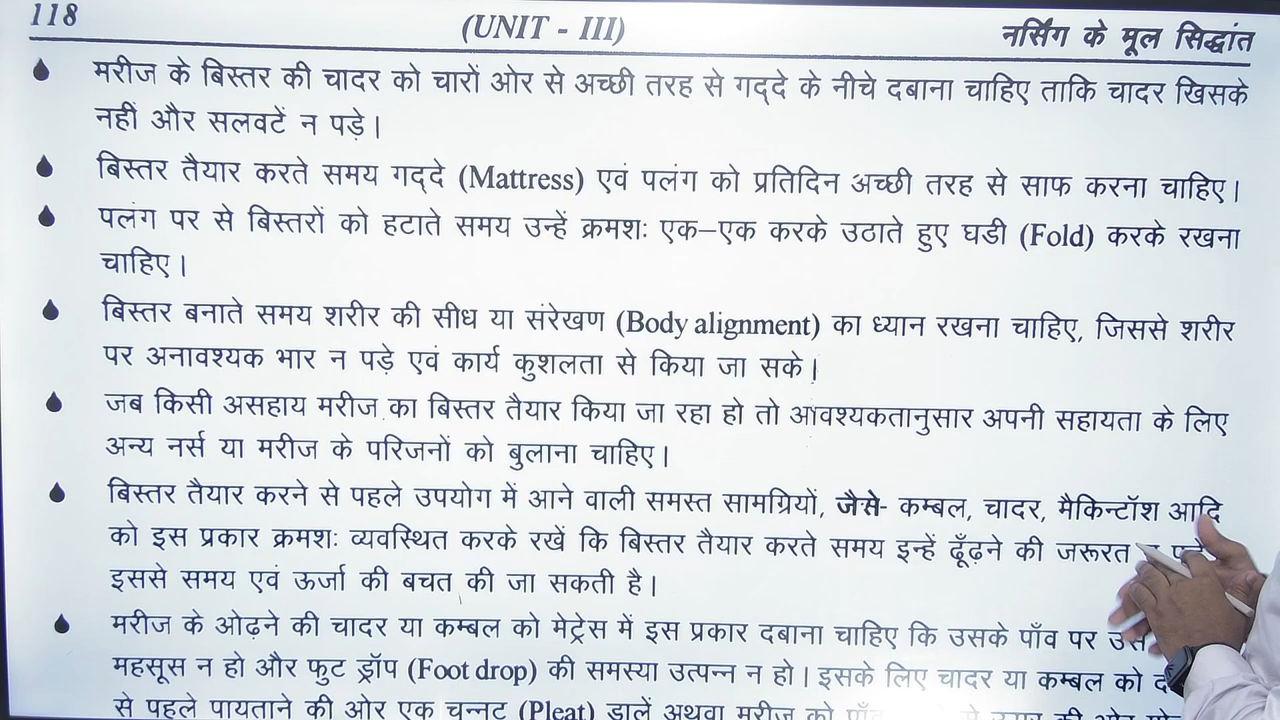 118 (UNIT - III) नर्सिंग के मूल सिद्धांत
मरीज के बिस्तर की चादर को चारों ओर से अच्छी तरह से गद्दे के नीचे दबाना चाहिए ताकि चादर खिसके
नहीं और सलवटें न पड़े।
बिस्तर तैयार करते समय गद्दे (Mattress) एवं पलंग को प्रतिदिन अच्छी तरह से साफ करना चाहिए।
पलंग पर से बिस्तरों को हटाते समय उन्हें क्रमशः एक–एक करके उठाते हुए घडी (Fold) करके रखना
चाहिए।
बिस्तर बनाते समय शरीर की सीध या संरेखण (Body alignment) का ध्यान रखना चाहिए, जिससे शरीर
पर अनावश्यक भार न पड़े एवं कार्य कुशलता से किया जा सके।
जब किसी असहाय मरीज का बिस्तर तैयार किया जा रहा हो तो आवश्यकतानुसार अपनी सहायता के लिए
अन्य नर्स या मरीज के परिजनों को बुलाना चाहिए।
बिस्तर तैयार करने से पहले उपयोग में आने वाली समस्त सामग्रियों, जैसे- कम्बल, चादर, मैकिन्टॉश आदि
को इस प्रकार क्रमशः व्यवस्थित करके रखें कि बिस्तर तैयार करते समय इन्हें ढूँढ़ने की जरूरत
इससे समय एवं ऊर्जा की बचत की जा सकती है।
मरीज के ओढ़ने की चादर या कम्बल को मेट्रेस में इस प्रकार दबाना चाहिए कि उसके पाँव पर
महसूस न हो और फुट ड्रॉप (Foot drop) की समस्या उत्पन्न न हो। इसके लिए चादर या कम्बल को
से पहले पायताने की ओर एक चुन्नट (Pleat) डालें अथवा मरीज को